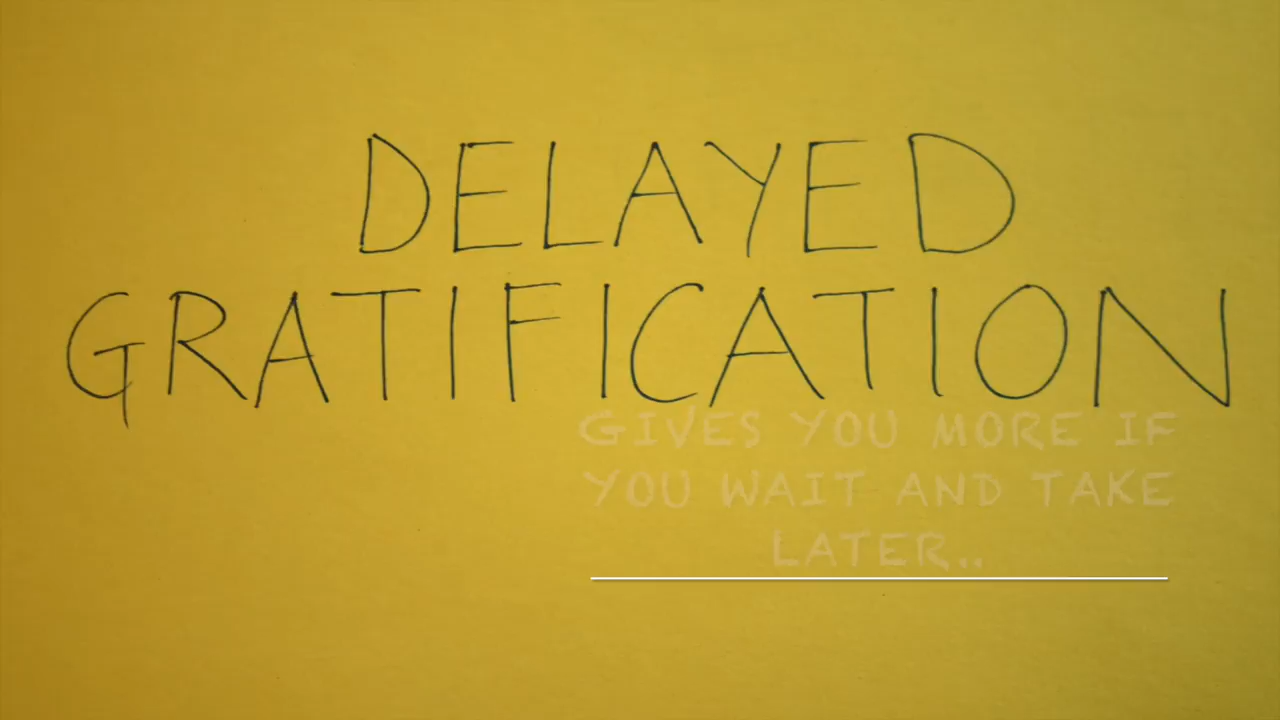 DELAYED
GRATIFICATION
GIVES YOU MORE IF
YOU WAIT AND TAKE
LATER..